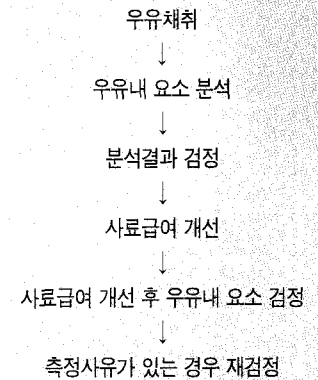 우유채취
↓
우유내 요소 분석
↓
분석결과 검정
↓
사료급여 개선
↓
사료급여 개선 후 우유내 요소 검정
↓
측정사유가 있는 경우 재검정